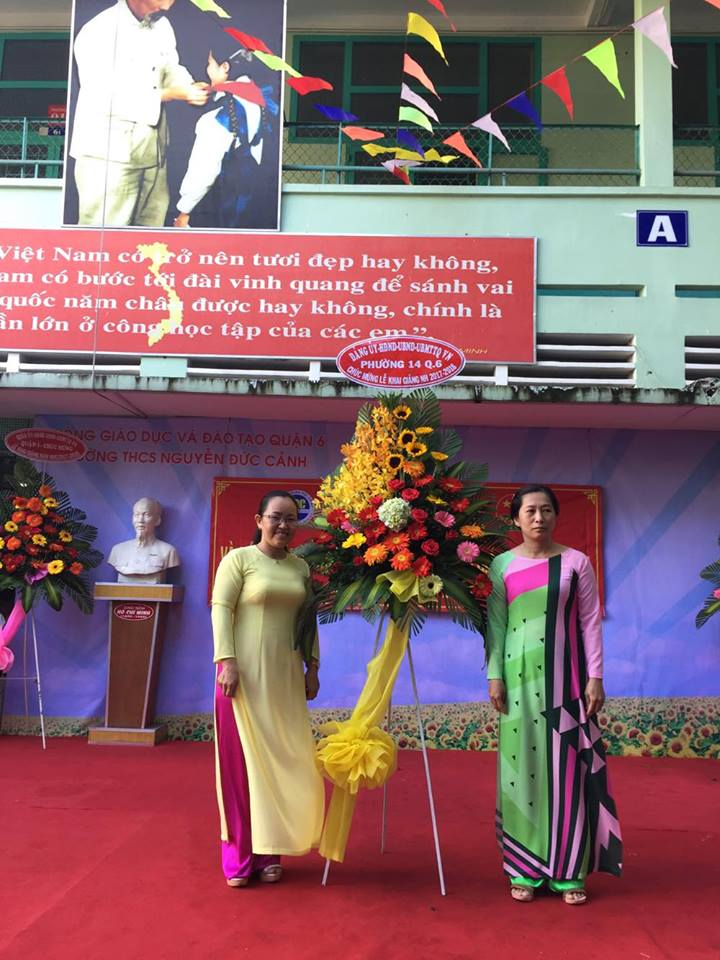 Việt Nam có trở nên tươi đẹp hay không,
am có bước tới đài vinh quang để sánh vai
quốc năm châu được hay không, chính là
ần lớn ở công học tập của các em”
MINH
A
ĐẢNG ỦY-HĐND-UBND-UBMTTQ VN
PHƯỜNG 14 Q.6
CHÚC MỪNG LỄ KHAI GIẢNG NH 2017-2018
ÒNG GIÁO DỤC VÀ ĐÀO TẠO QUẬN 6
ƯỜNG THCS NGUYỄN ĐỨC CẢNH
HỒ CHÍ MINH